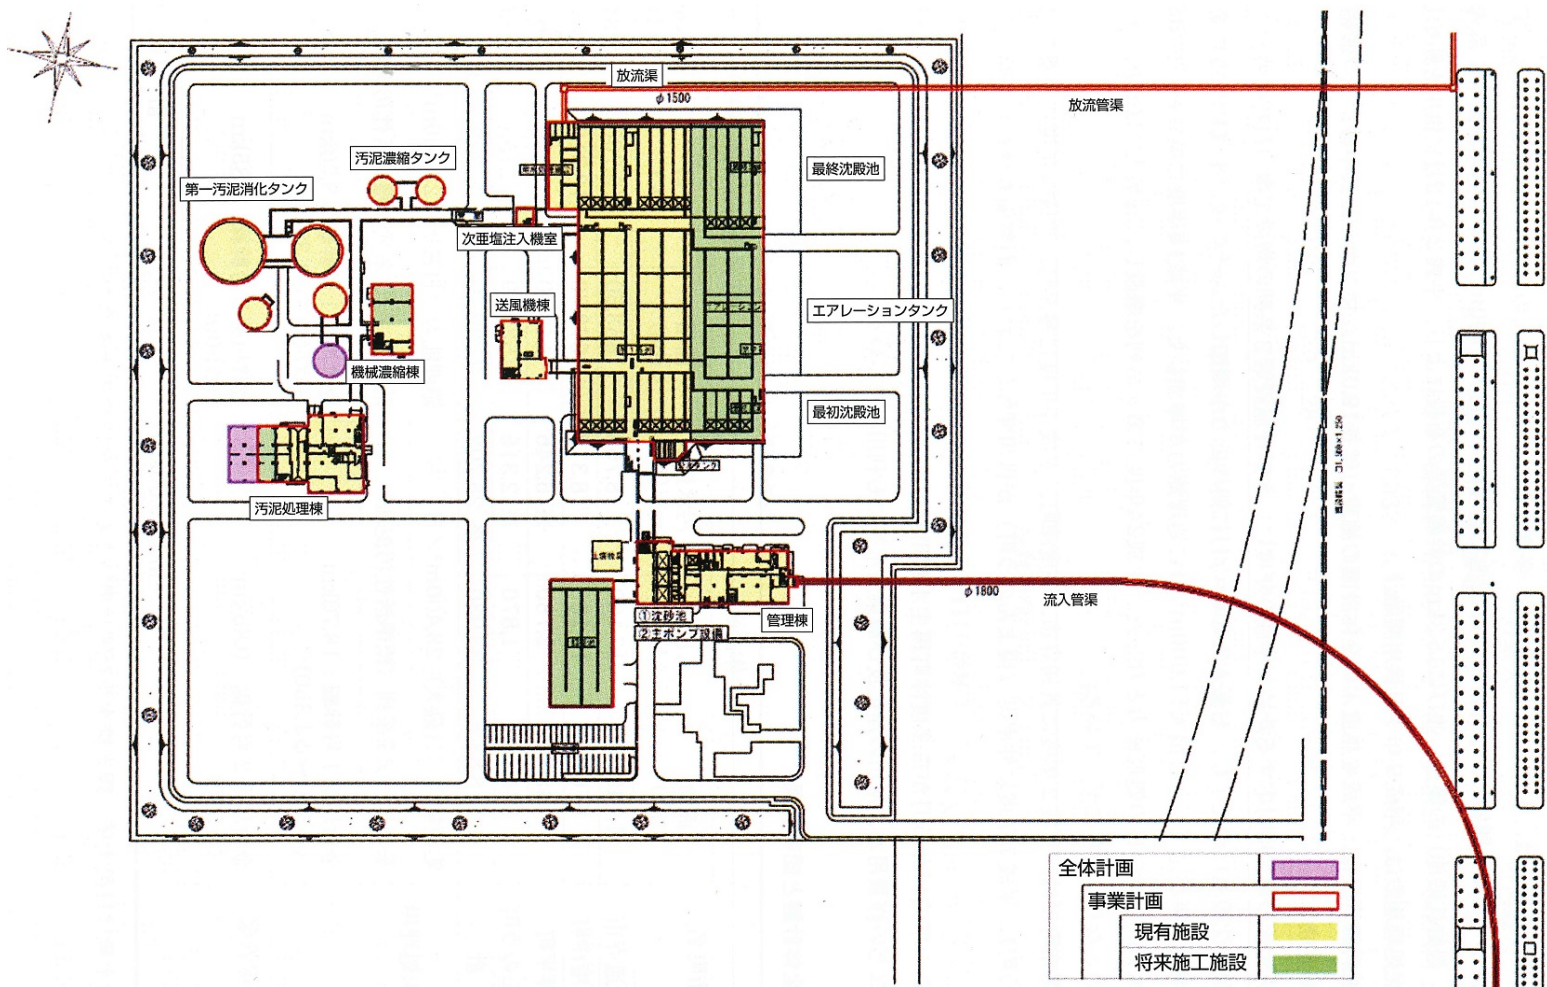 放流渠
φ1500
放流管渠
汚泥濃縮タンク
最終沈殿池
第一汚泥消化タンク
次亜塩注入機室
送風機棟
エアレーションタンク
機械濃縮棟
最初沈殿池
汚泥処理棟
φ1800
流入管渠
①沈砂池
管理棟
②主ポンプ設備
全体計画
事業計画
現有施設
将来施工施設